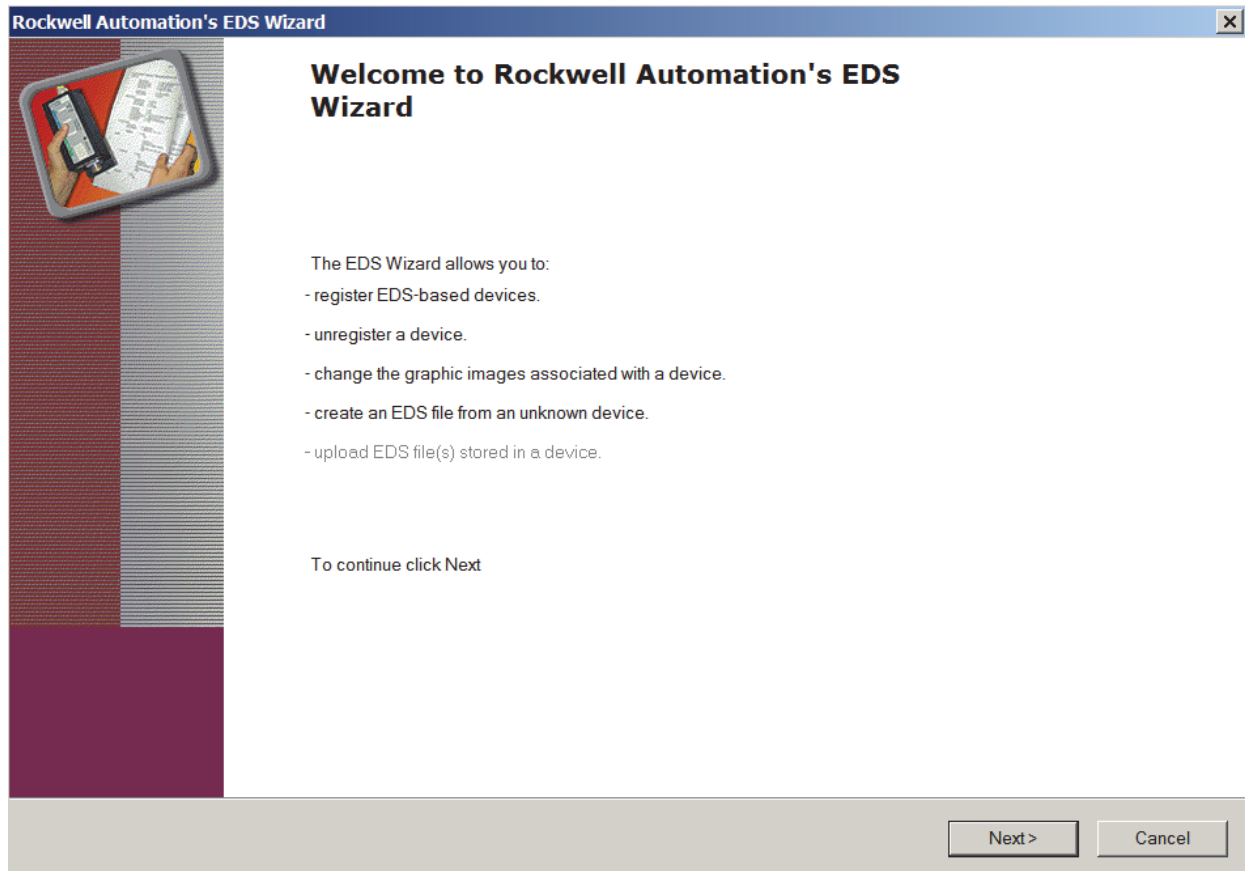 Rockwell Automation's EDS Wizard
Welcome to Rockwell Automation's EDS
Wizard
The EDS Wizard allows you to:
- register EDS-based devices.
- unregister a device.
- change the graphic images associated with a device.
- create an EDS file from an unknown device.
- upload EDS file(s) stored in a device.
To continue click Next
Next >
Cancel